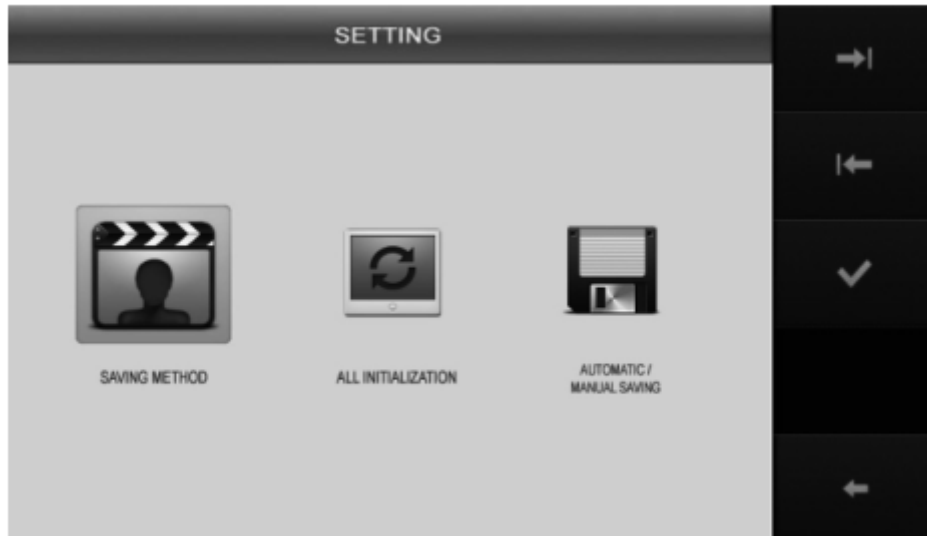 SETTING
SAVING METHOD
ALL INITIALIZATION
AUTOMATIC /
MANUAL SAVING